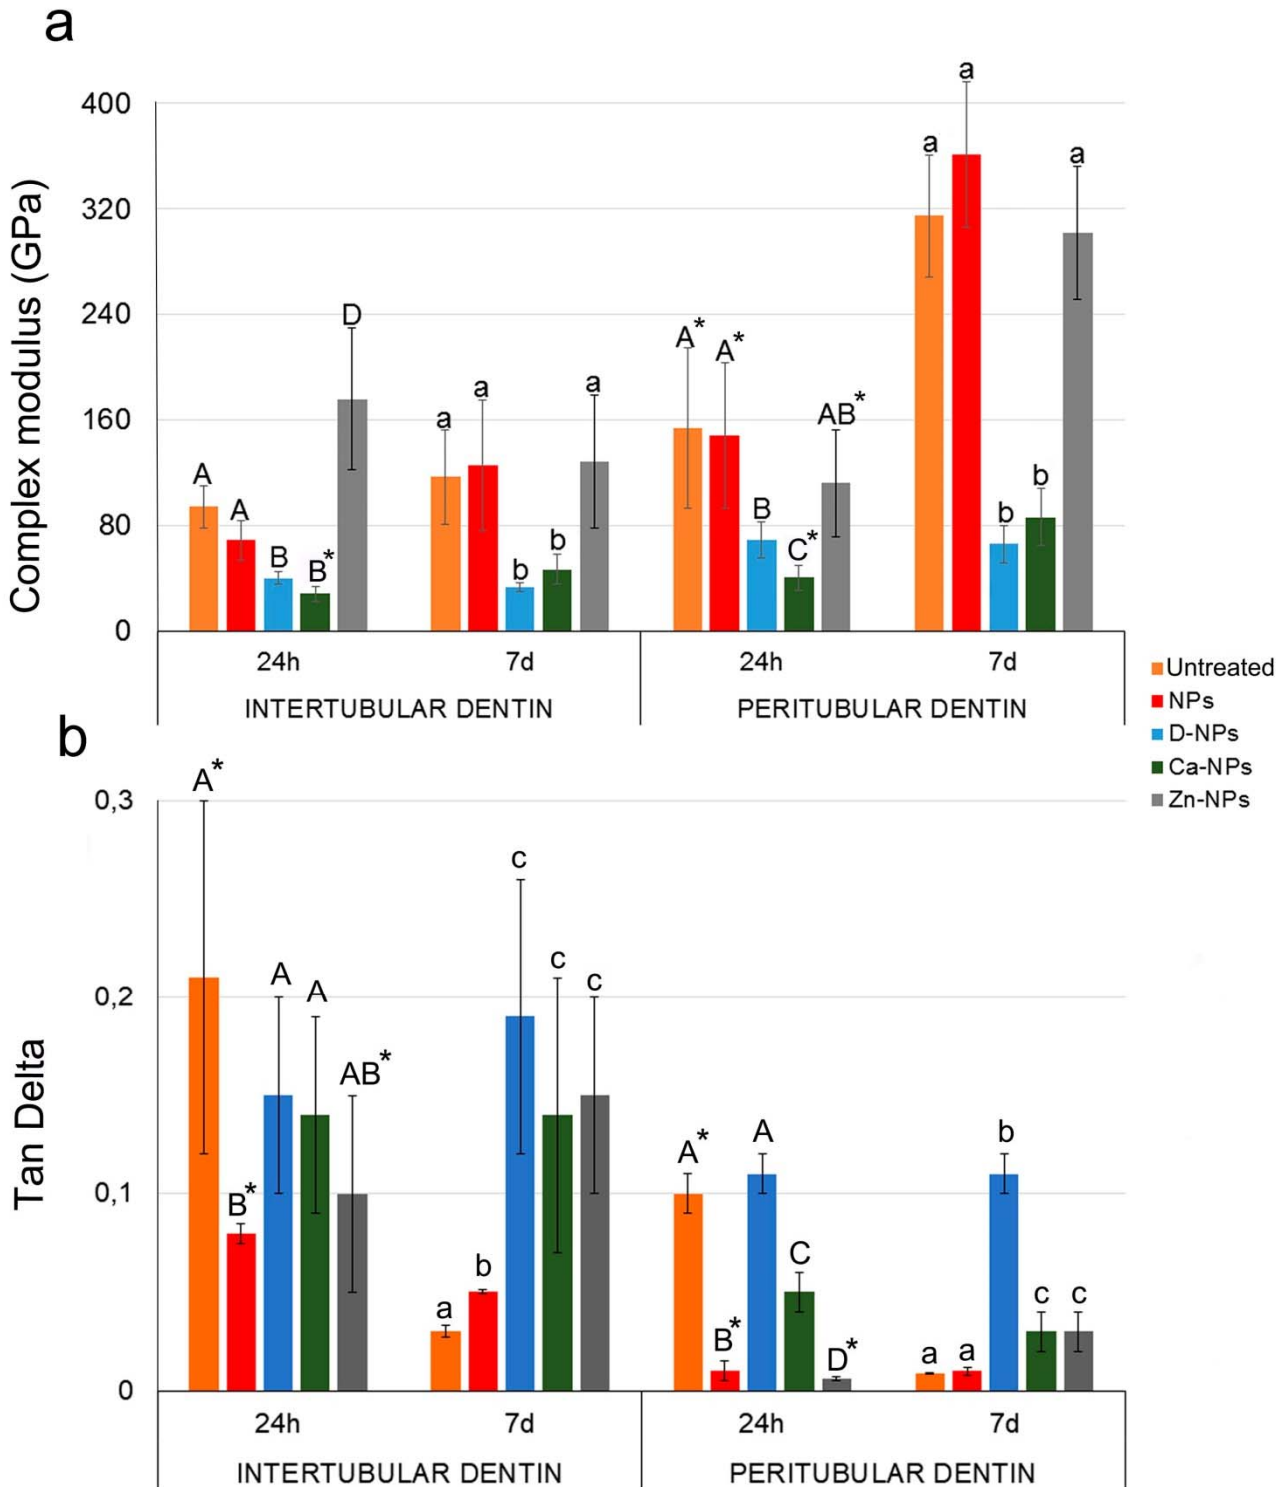 a
Complex modulus (GPa)
400
320
240
160
80
0
A A B B* D
a a b b a
A* A* B C* AB*
a a b b a
24h 7d 24h 7d
INTERTUBULAR DENTIN PERITUBULAR DENTIN
Untreated
NPs
D-NPs
Ca-NPs
Zn-NPs
b
Tan Delta
0,3
0,2
0,1
0
A* B* A A AB*
a b c c c
A* B* A C D*
a a b c c
24h 7d 24h 7d
INTERTUBULAR DENTIN PERITUBULAR DENTIN